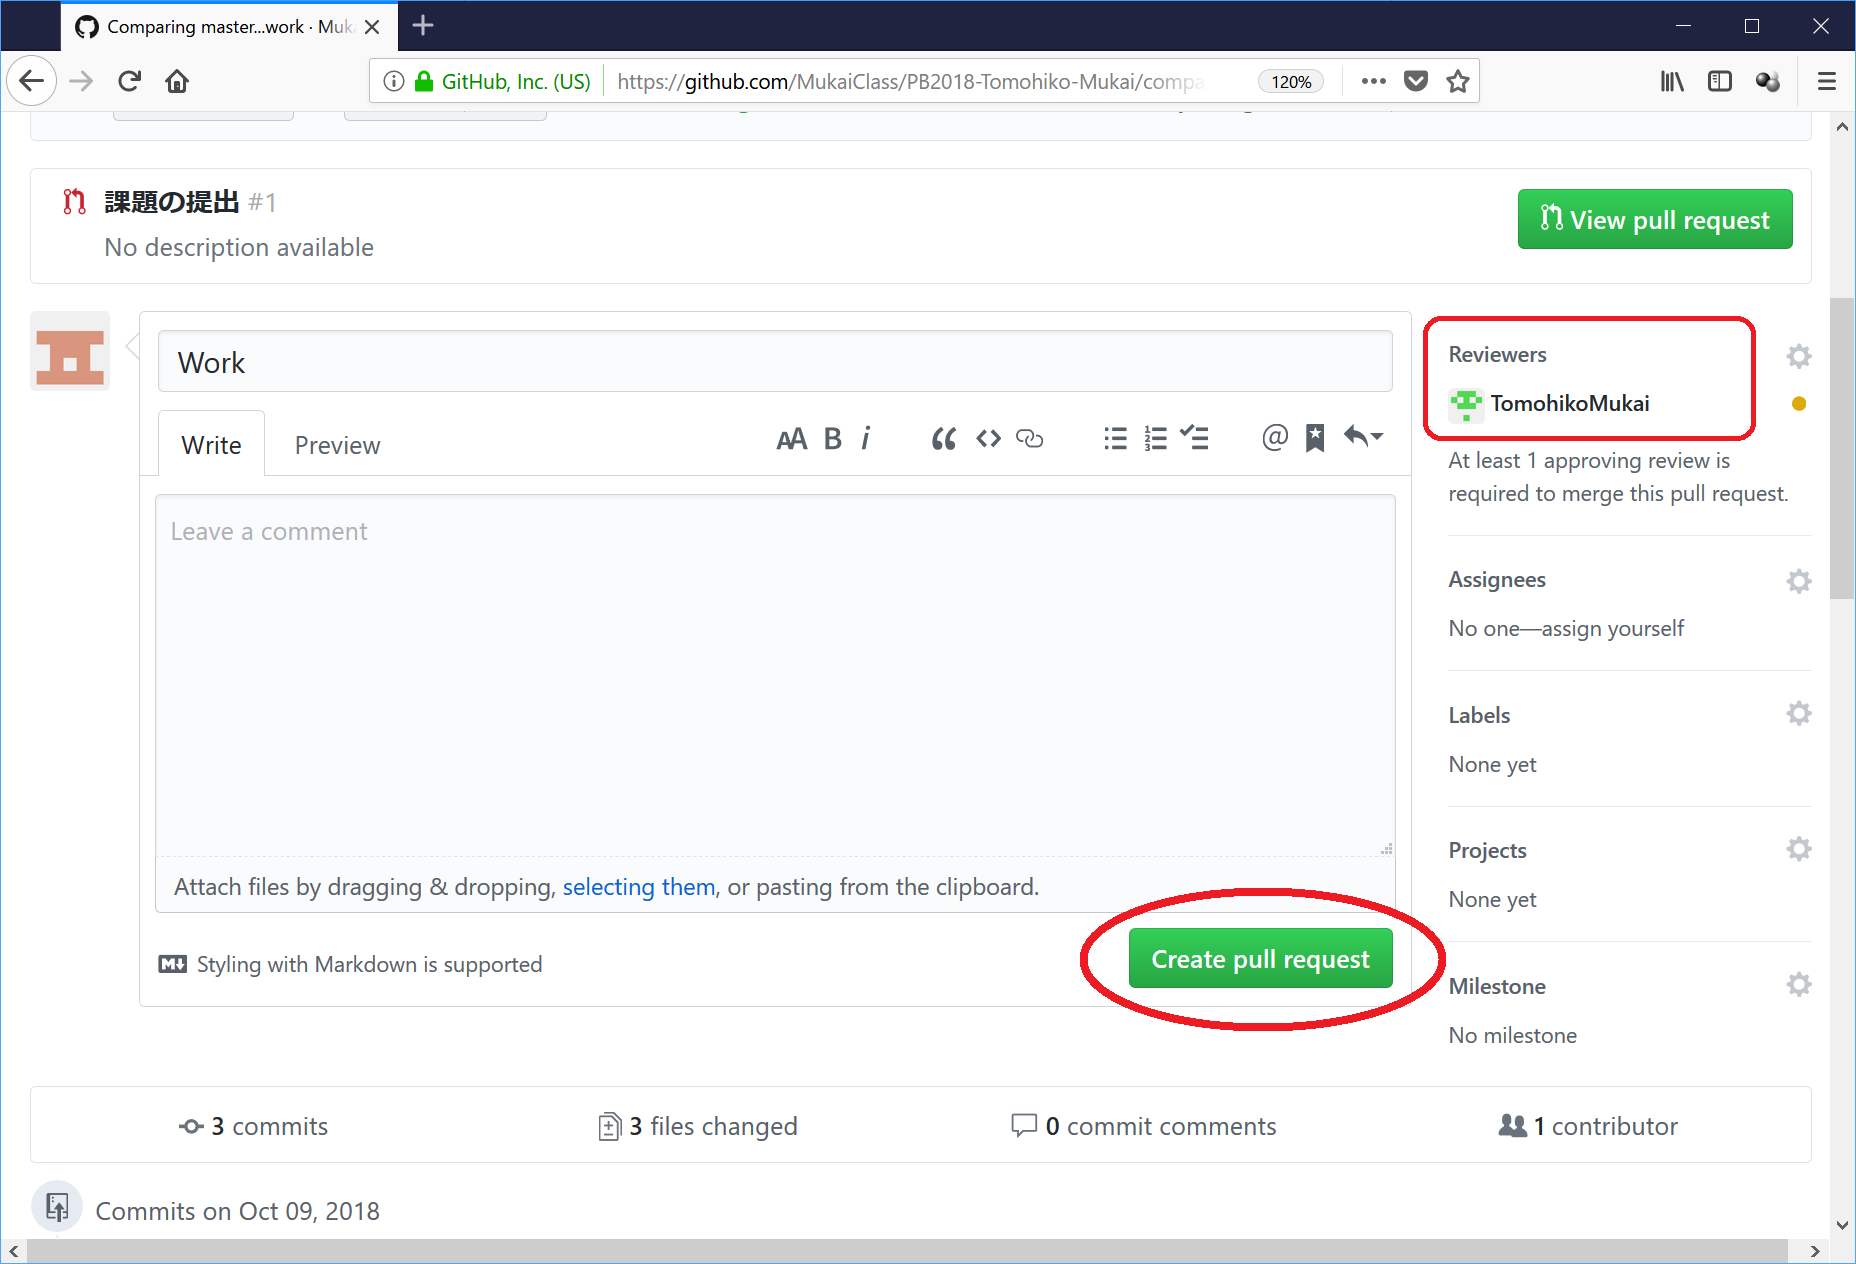 Comparing master...work · Muk
GitHub, Inc. (US)
https://github.com/MukaiClass/PB2018-Tomohiko-Mukai/compa
120%
課題の提出 #1
No description available
View pull request
Work
Write
Preview
Leave a comment
Attach files by dragging & dropping, selecting them, or pasting from the clipboard.
Styling with Markdown is supported
Create pull request
Reviewers
TomohikoMukai
At least 1 approving review is
required to merge this pull request.
Assignees
No one—assign yourself
Labels
None yet
Projects
None yet
Milestone
No milestone
3 commits
3 files changed
0 commit comments
1 contributor
Commits on Oct 09, 2018